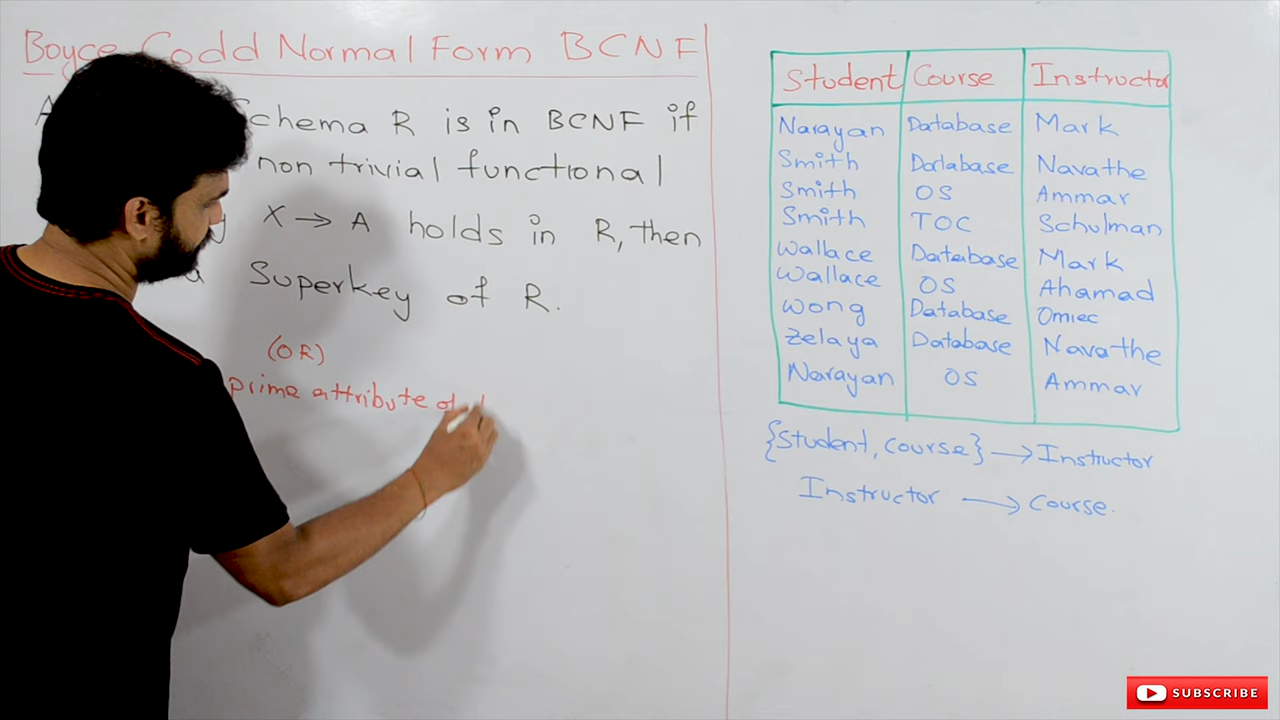 Boyce Codd Normal Form BCNF
A chema R is in BCNF if
non trivial functional
y X → A holds in R, then
a Superkey of R.
(OR)
prime attribute of
Student Course Instructor
Narayan Database Mark
Smith Database Navathe
Smith OS Ammar
Smith TOC Schulman
Wallace Database Mark
Wallace OS Ahamad
Wong Database Omiec
Zelaya Database Navathe
Narayan OS Ammar
{Student, Course} → Instructor
Instructor → Course.
SUBSCRIBE